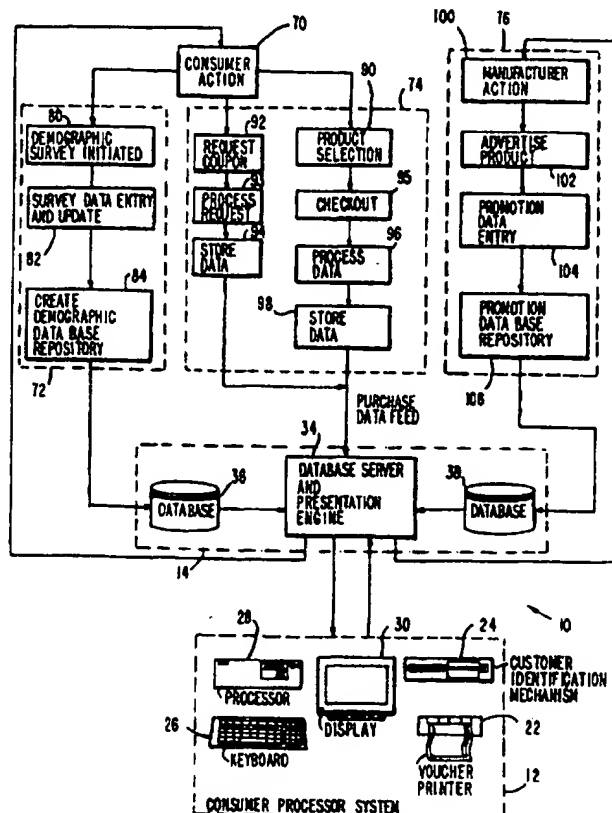 100
76
70
CONSUMER
ACTION
MANUFACTURER
ACTION
74
80
92
90
DEMOGRAPHIC
SURVEY INITIATED
REQUEST
COUPON
PRODUCT
SELECTION
ADVERTISE
PRODUCT
102
93
95
SURVEY DATA ENTRY
AND UPDATE
PROCESS
REQUEST
CHECKOUT
PROMOTION
DATA
ENTRY
82
94
96
104
STORE
DATA
PROCESS
DATA
84
98
CREATE
DEMOGRAPHIC
DATA BASE
REPOSITORY
STORE
DATA
PROMOTION
DATA BASE
REPOSITORY
72
106
PURCHASE
DATA FEED
34
36
38
DATABASE
DATABASE SERVER
AND
PRESENTATION
ENGINE
DATABASE
14
10
28
30
24
PROCESSOR
CUSTOMER
IDENTIFICATION
MECHANISM
26
DISPLAY
22
KEYBOARD
VOUCHER
PRINTER
12
CONSUMER PROCESSOR SYSTEM